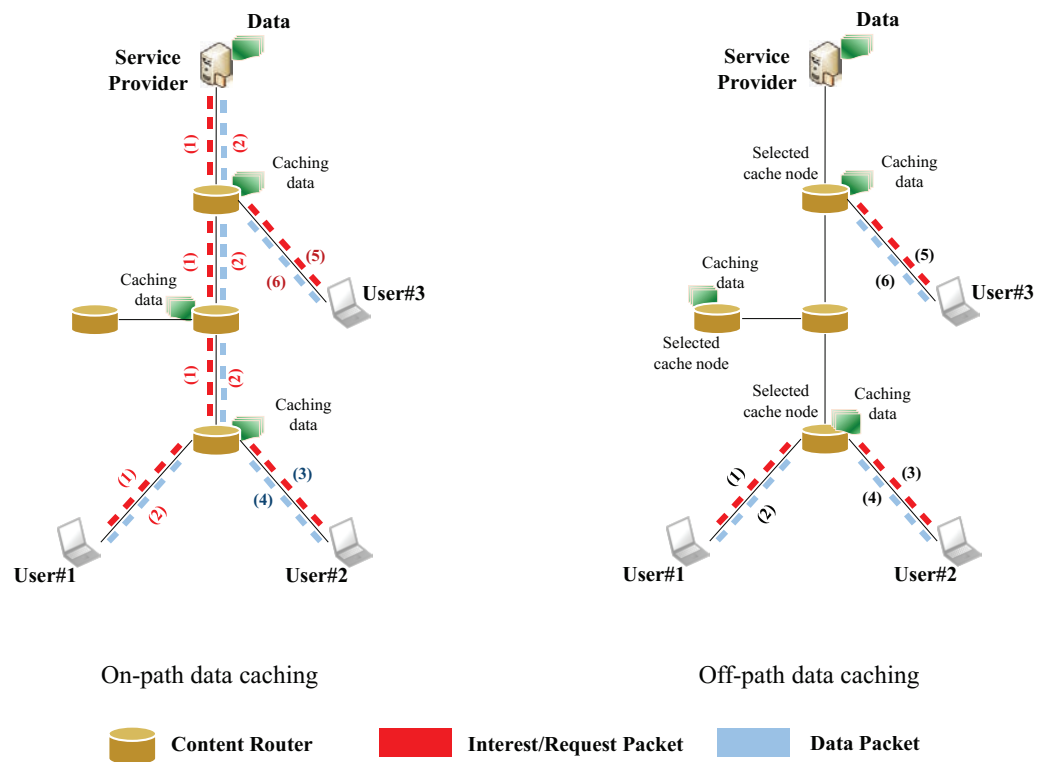 Data
Service
Provider
(1)
(2)
Caching
data
(1)
(2)
(5)
(6)
User#3
Caching
data
(1)
(2)
Caching
data
(1)
(2)
(3)
(4)
User#1
User#2
On-path data caching
Data
Service
Provider
Selected
cache node
Caching
data
(5)
(6)
User#3
Caching
data
Selected
cache node
Selected
cache node
Caching
data
(1)
(2)
(3)
(4)
User#1
User#2
Off-path data caching
Content Router
Interest/Request Packet
Data Packet